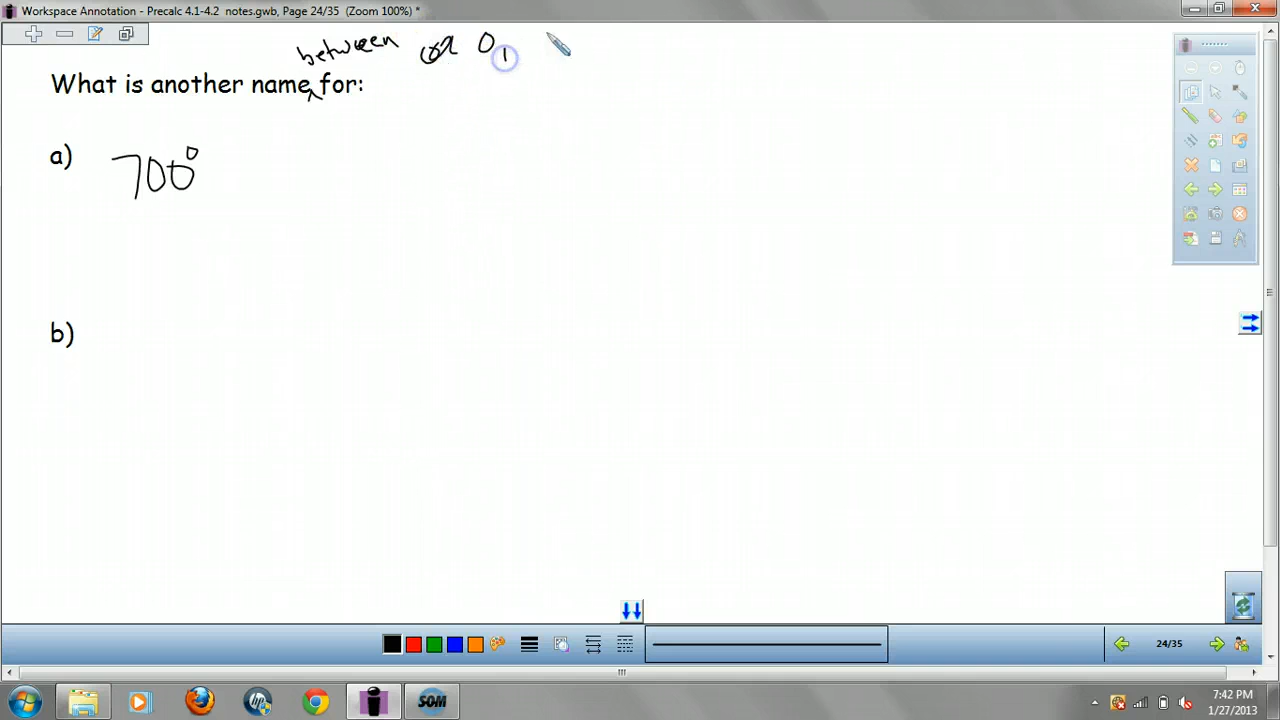 Workspace Annotation - Precalc 4.1-4.2 notes.gwb, Page 24/35 (Zoom 100%) *
between 0,
What is another name ^ for:
a) 700°
b)
24/35
SOM
7:42 PM
1/27/2013